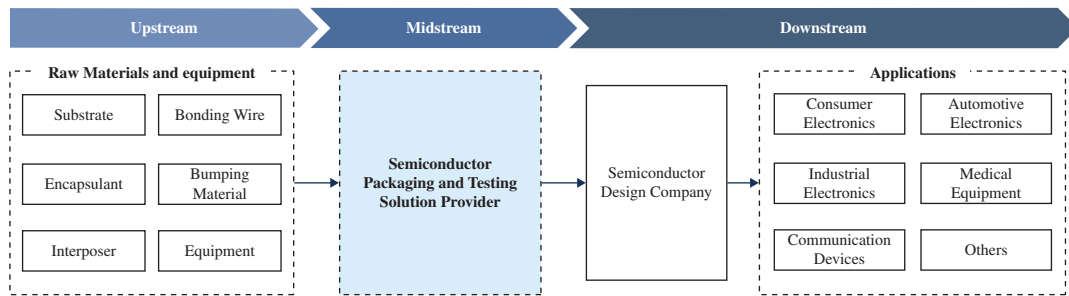 Upstream
Midstream
Downstream
Raw Materials and equipment
Substrate
Bonding Wire
Encapsulant
Bumping
Material
Interposer
Equipment
Semiconductor
Packaging and Testing
Solution Provider
Semiconductor
Design Company
Applications
Consumer
Electronics
Automotive
Electronics
Industrial
Electronics
Medical
Equipment
Communication
Devices
Others